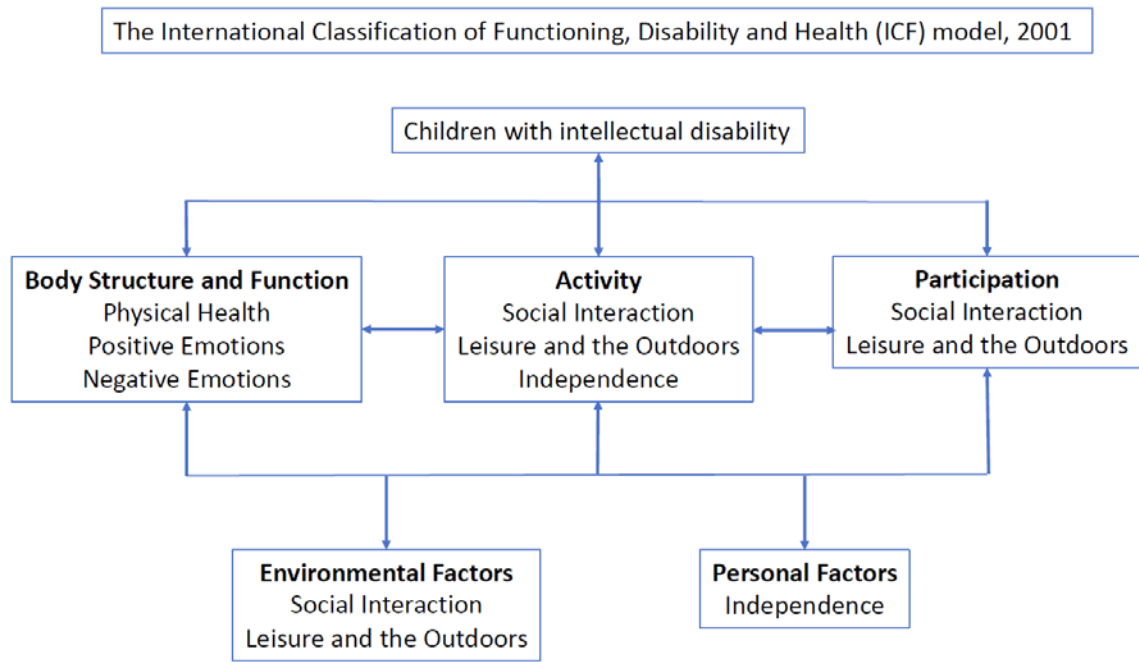 The International Classification of Functioning, Disability and Health (ICF) model, 2001
Children with intellectual disability
Body Structure and Function
Physical Health
Positive Emotions
Negative Emotions
Activity
Social Interaction
Leisure and the Outdoors
Independence
Participation
Social Interaction
Leisure and the Outdoors
Environmental Factors
Social Interaction
Leisure and the Outdoors
Personal Factors
Independence